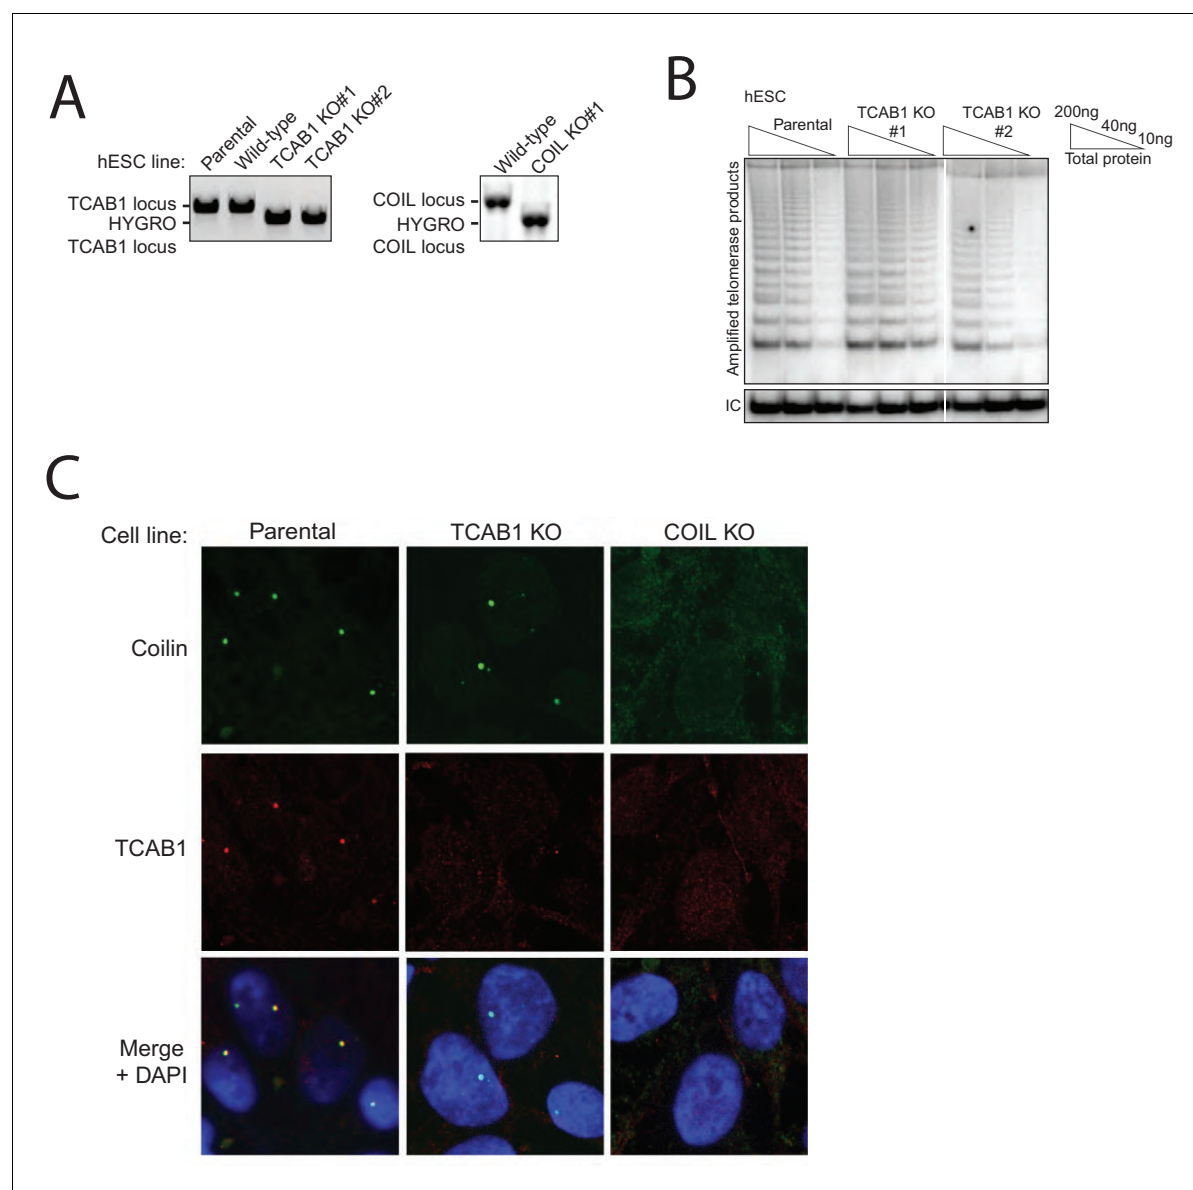 A
hESC line:
Parental
Wild-type
TCAB1 KO#1
TCAB1 KO#2
TCAB1 locus
HYGRO
TCAB1 locus
Wild-type
COIL KO#1
COIL locus
HYGRO
COIL locus
B
hESC
Parental
TCAB1 KO
#1
TCAB1 KO
#2
200ng
40ng
10ng
Total protein
Amplified telomerase products
IC
C
Cell line:
Parental
TCAB1 KO
COIL KO
Coilin
TCAB1
Merge
+ DAPI